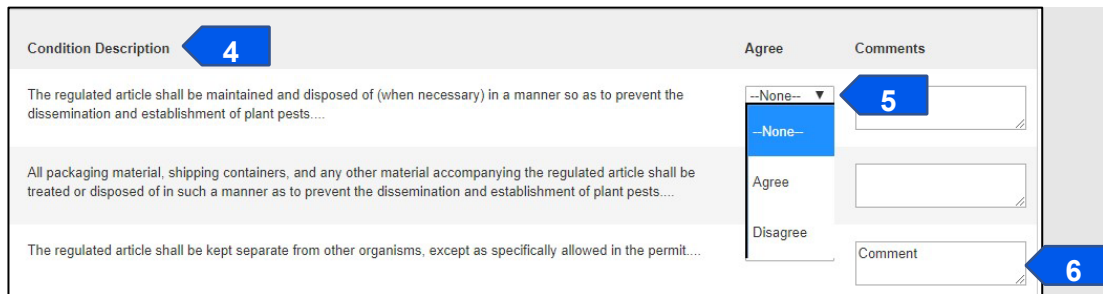 Condition Description 4 Agree Comments
The regulated article shall be maintained and disposed of (when necessary) in a manner so as to prevent the
dissemination and establishment of plant pests....
--None-- ▼ 5
--None--
All packaging material, shipping containers, and any other material accompanying the regulated article shall be
treated or disposed of in such a manner as to prevent the dissemination and establishment of plant pests....
Agree
Disagree
The regulated article shall be kept separate from other organisms, except as specifically allowed in the permit....
Comment
6